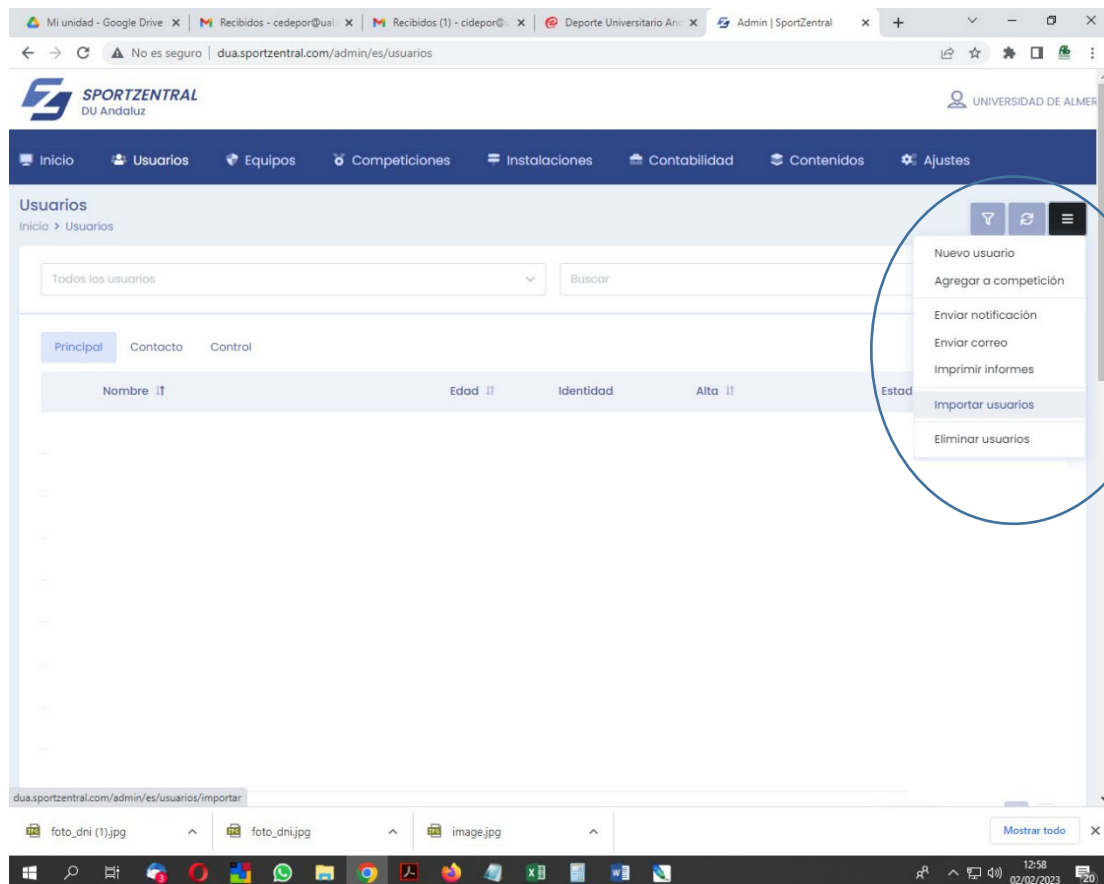 Mi unidad - Google Drive
Recibidos - cedepor@ual.
Recibidos (1) - cidepor@
Deporte Universitario And
Admin | SportZentral
No es seguro | dua.sportzentral.com/admin/es/usuarios
SPORTZENTRAL
DU Andaluz
UNIVERSIDAD DE ALMER
Inicio Usuarios Equipos Competiciones Instalaciones Contabilidad Contenidos Ajustes
Usuarios
Inicio > Usuarios
Nuevo usuario
Todos los usuarios
Buscar
Agregar a competición
Enviar notificación
Enviar correo
Principal Contacto Control
Imprimir informes
Nombre Edad Identidad Alta Estad
Importar usuarios
Eliminar usuarios
dua.sportzentral.com/admin/es/usuarios/importar
foto_dni (1).jpg
foto_dni.jpg
image.jpg
Mostrar todo
12:58
02/02/2023
20